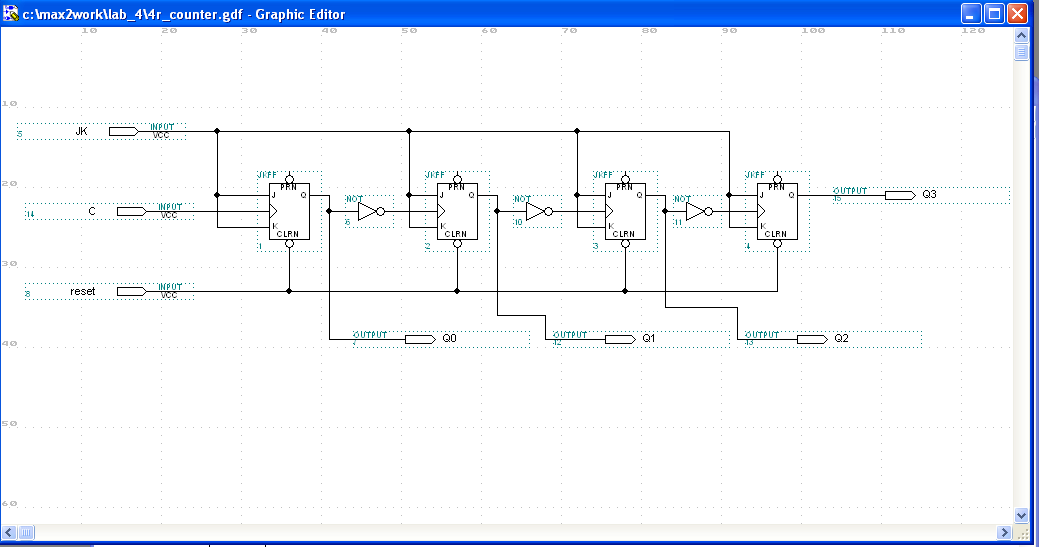 c:\max2work\lab_4\4r_counter.gdf - Graphic Editor
10 20 30 40 50 60 70 80 90 100 110 120
10
JK INPUT VCC
5
JKFF JKFF JKFF JKFF
PRN PRN PRN PRN
20
J Q NOT J Q NOT J Q NOT J Q OUTPUT Q3
15
C INPUT VCC
14
K 6 K 10 K 11 K
CLRN CLRN CLRN CLRN
1 2 3 4
30
reset INPUT VCC
8
OUTPUT Q0 OUTPUT Q1 OUTPUT Q2
7 12 13
40
50
60